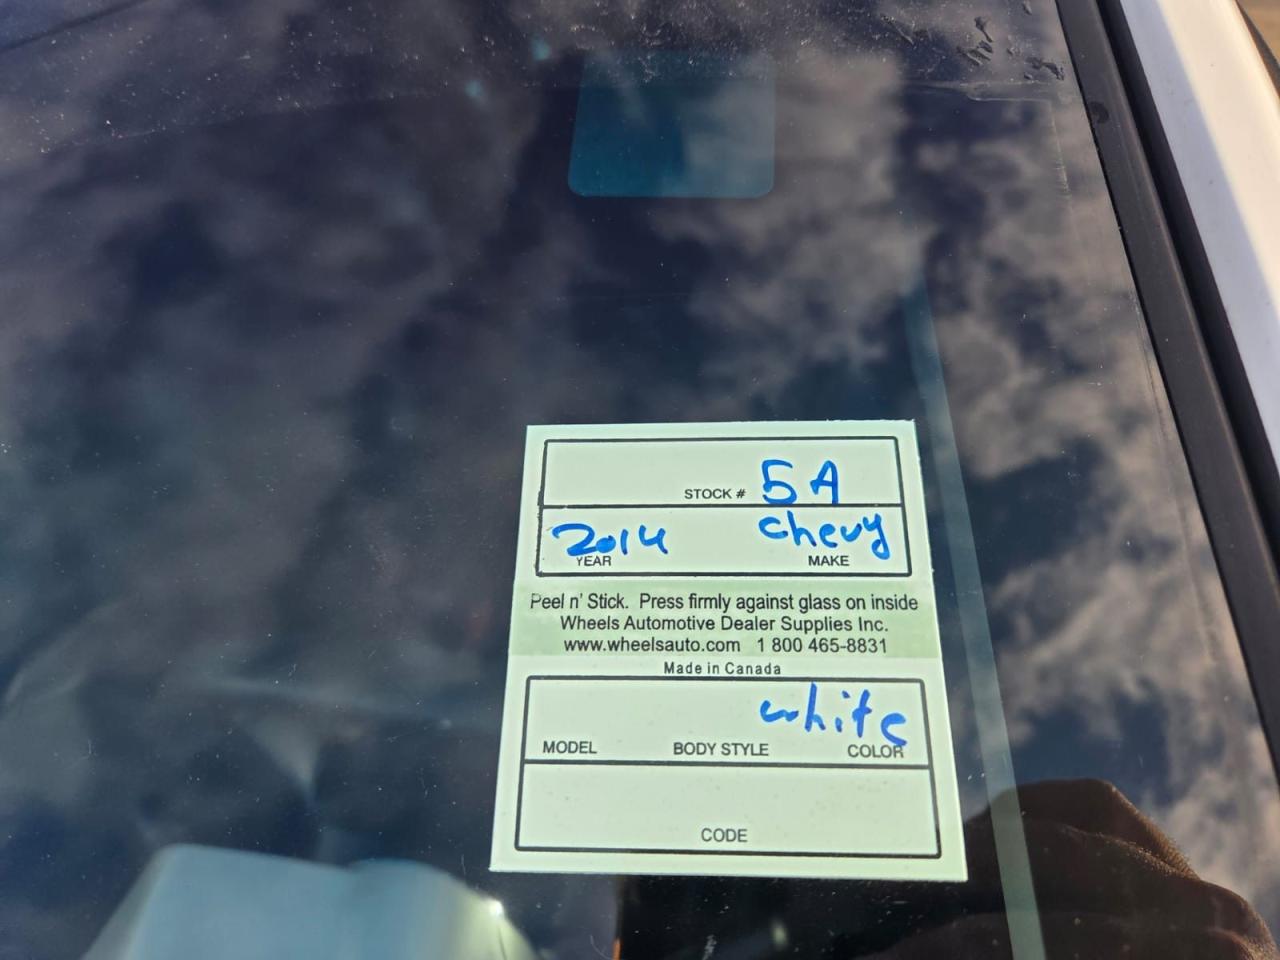 STOCK # 5A
2014 chevy
YEAR MAKE
Peel n' Stick. Press firmly against glass on inside
Wheels Automotive Dealer Supplies Inc.
www.wheelsauto.com 1 800 465-8831
Made in Canada
white
MODEL BODY STYLE COLOR
CODE